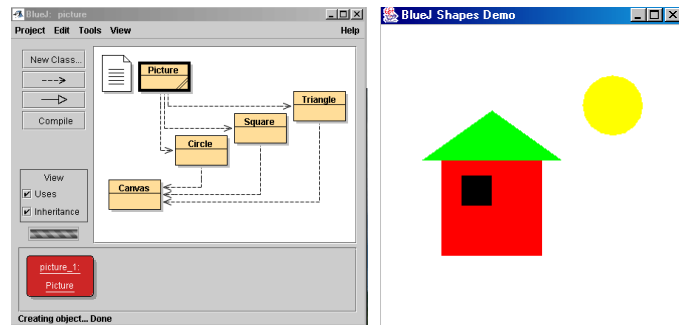 BlueJ: picture
Project Edit Tools View Help
New Class...
Compile
View
Uses
Inheritance
Picture
Triangle
Square
Circle
Canvas
picture_1:
Picture
Creating object... Done
BlueJ Shapes Demo